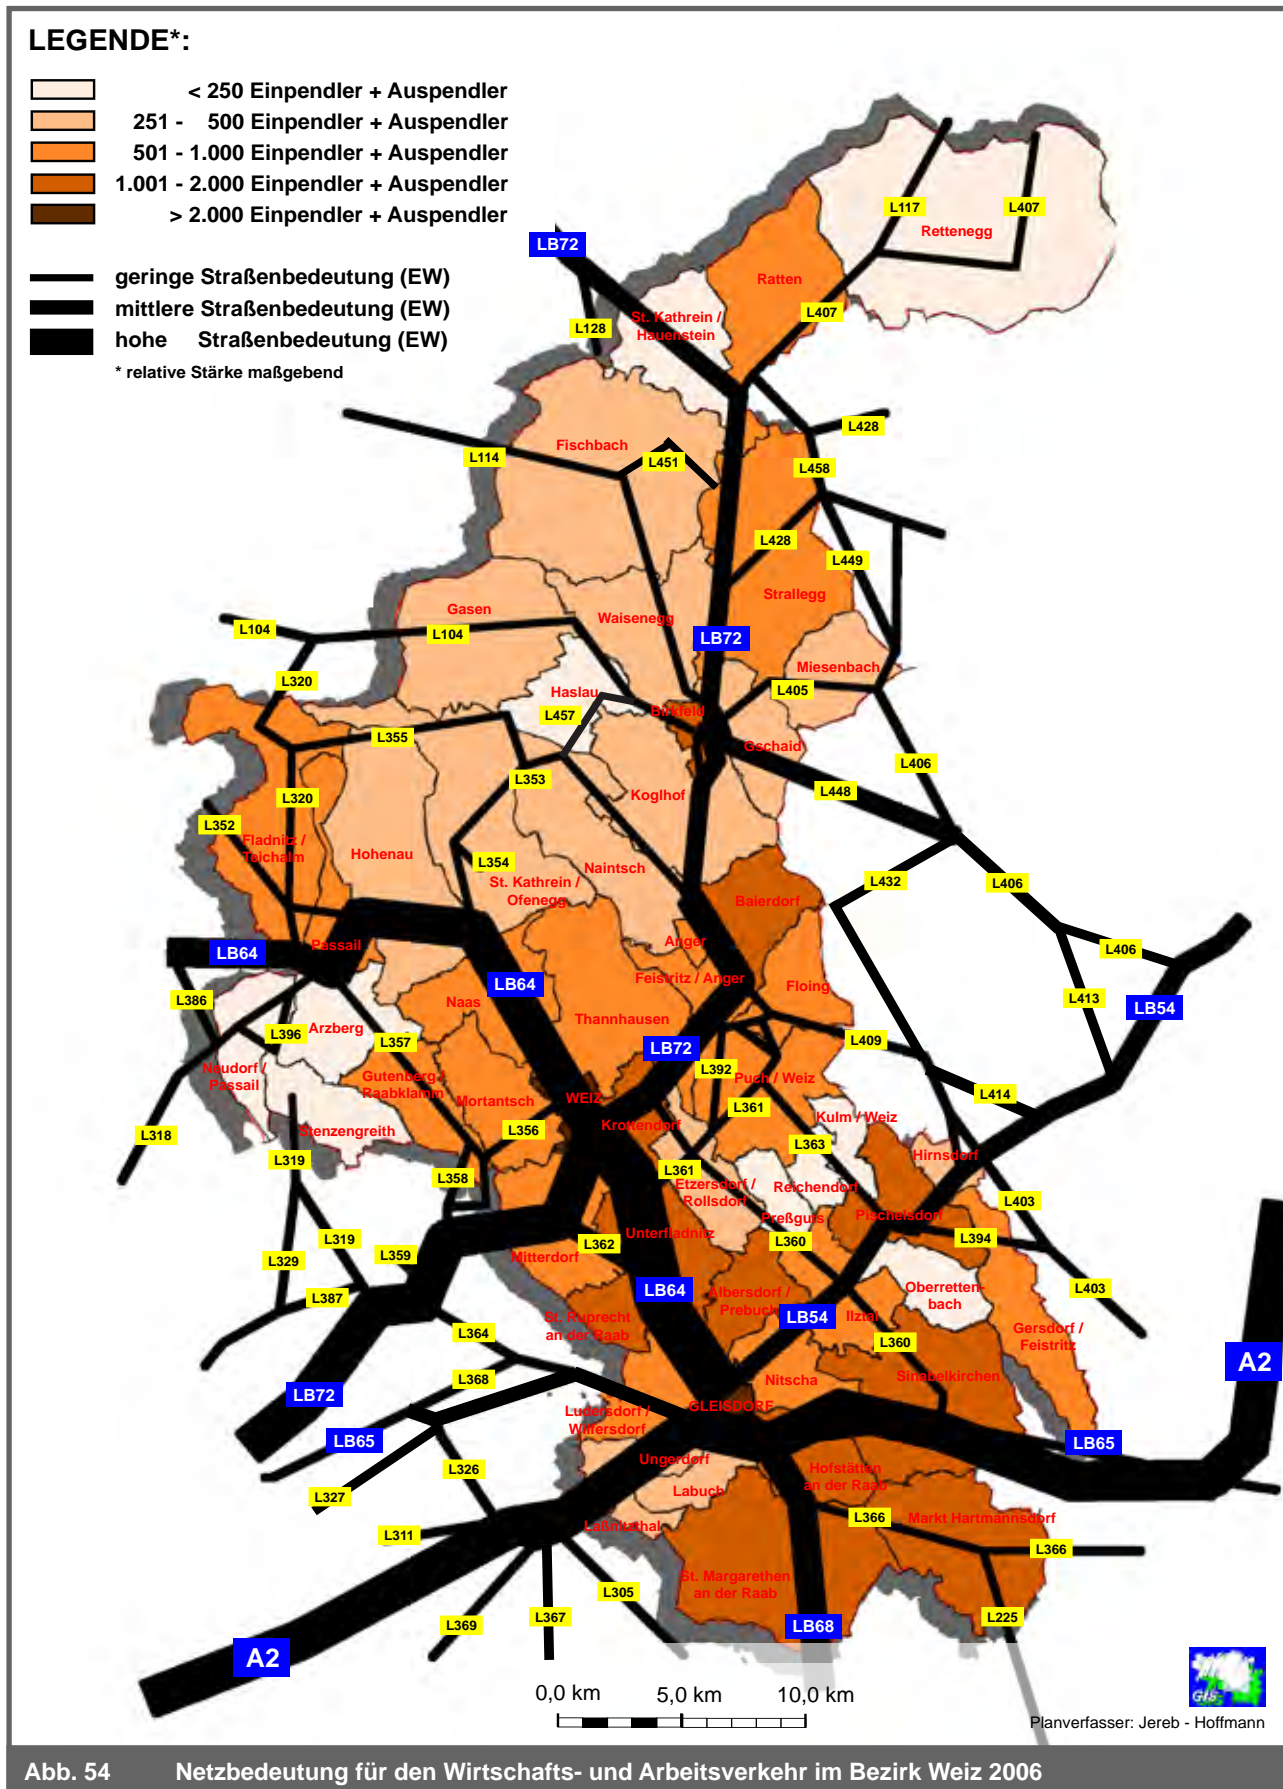 LEGENDE*:
< 250 Einpendler + Auspendler
251 - 500 Einpendler + Auspendler
501 - 1.000 Einpendler + Auspendler
1.001 - 2.000 Einpendler + Auspendler
> 2.000 Einpendler + Auspendler
geringe Straßenbedeutung (EW)
mittlere Straßenbedeutung (EW)
hohe Straßenbedeutung (EW)
* relative Stärke maßgebend
L117
L407
Rettenegg
LB72
Ratten
L407
St. Kathrein /
Hauenstein
L128
L428
Fischbach
L114
L451
L458
L428
L449
Strallegg
Gasen
Waisenegg
L104
L104
LB72
Miesenbach
L320
Haslau
L405
L457
Birkfeld
L355
Gschaid
L406
L353
L448
L320
Koglhof
L352
Fladnitz /
Teichalm
Hohenau
L354
Naintsch
St. Kathrein /
Ofenegg
L432
L406
Baierdorf
Passail
Anger
LB64
L406
LB64
Feistritz / Anger
Floing
L386
Naas
L413
LB54
Arzberg
L396
Thannhausen
L357
LB72
L409
Neudorf /
Passail
Gutenberg /
Raabklamm
L392
Puch / Weiz
Mortantsch
WEIZ
L414
L361
Kulm / Weiz
L318
Stenzengreith
L356
Krottendorf
L363
Hirnsdorf
L319
L358
L361
Etzersdorf /
Rollsdorf
Reichendorf
L403
Preßguts
Pischelsdorf
Unterfladnitz
L319
L359
L362
L360
L394
L329
Mitterdorf
L387
LB64
Albersdorf /
Prebuch
Oberretten-
bach
L403
St. Ruprecht
an der Raab
LB54
Ilztal
Gersdorf /
Feistritz
L364
L360
A2
L368
Nitscha
Sinabelkirchen
LB72
GLEISDORF
Ludersdorf /
Wilfersdorf
LB65
LB65
Ungerdorf
L326
Hofstätten
an der Raab
L327
Labuch
L366
Markt Hartmannsdorf
L311
Laßnitzthal
L366
St. Margarethen
an der Raab
L305
L367
L369
LB68
L225
A2
0,0 km 5,0 km 10,0 km
GIS
Planverfasser: Jereb - Hoffmann
Abb. 54 Netzbedeutung für den Wirtschafts- und Arbeitsverkehr im Bezirk Weiz 2006